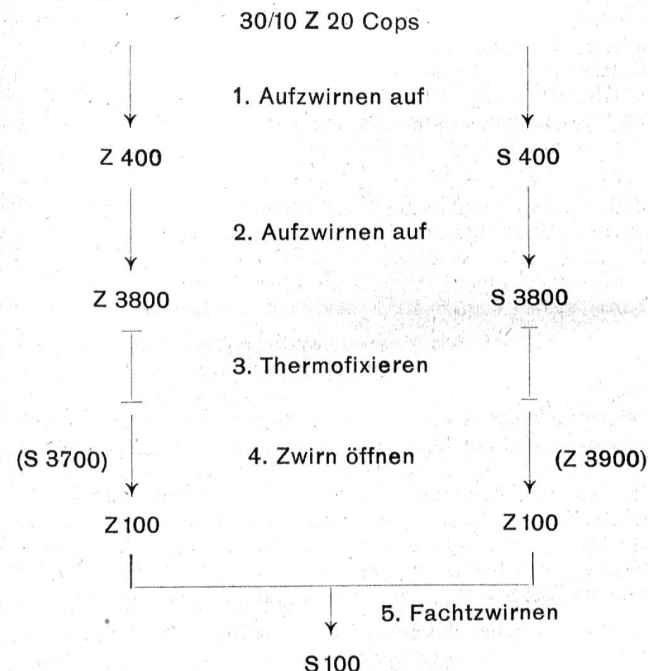 30/10 Z 20 Cops
1. Aufzwirnen auf
Z 400 S 400
2. Aufzwirnen auf
Z 3800 S 3800
3. Thermofixieren
(S 3700) 4. Zwirn öffnen (Z 3900)
Z 100 Z 100
5. Fachtzwirnen
S 100